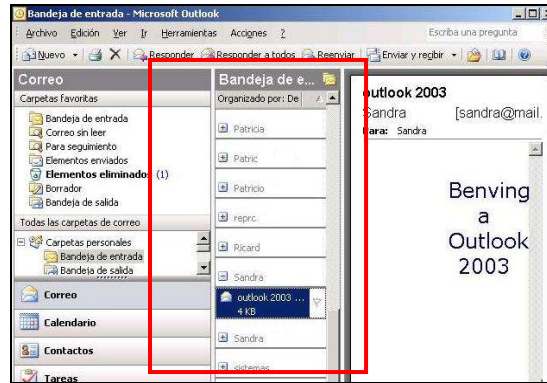 Bandeja de entrada - Microsoft Outlook
Archivo Edición Ver Ir Herramientas Acciones ? Escriba una pregunta
Nuevo Responder Responder a todos Reenviar Enviar y recibir
Correo
Carpetas favoritas
Bandeja de entrada
Correo sin leer
Para seguimiento
Elementos enviados
Elementos eliminados (1)
Borrador
Bandeja de salida
Todas las carpetas de correo
Carpetas personales
Bandeja de entrada
Bandeja de salida
Correo
Calendario
Contactos
Tareas
Bandeja de e...
Organizado por: De
Patricia
Patric
Patricio
reprc
Ricard
Sandra
outlook 2003 ...
4 KB
Sandra
sistemas
outlook 2003
Sandra [sandra@mail.
Para: Sandra
Benving
a
Outlook
2003